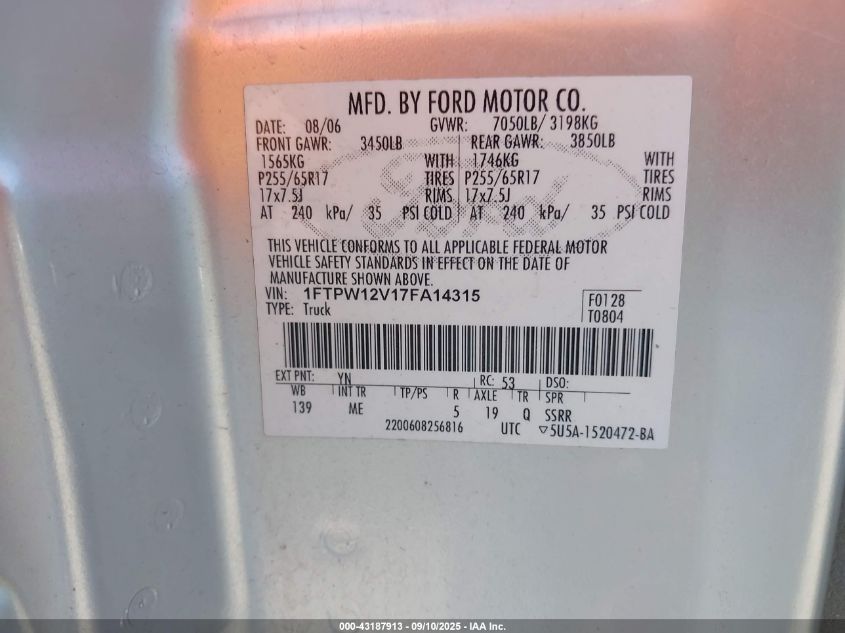 MFD. BY FORD MOTOR CO.
DATE: 08/06 GVWR: 7050LB/ 3198KG
FRONT GAWR: 3450LB REAR GAWR: 3850LB
1565KG WITH 1746KG WITH
P255/65R17 TIRES P255/65R17 TIRES
17x7.5J RIMS 17x7.5J RIMS
AT 240 kPa/ 35 PSI COLD AT 240 kPa/ 35 PSI COLD
THIS VEHICLE CONFORMS TO ALL APPLICABLE FEDERAL MOTOR
VEHICLE SAFETY STANDARDS IN EFFECT ON THE DATE OF
MANUFACTURE SHOWN ABOVE.
VIN: 1FTPW12V17FA14315 F0128
TYPE: Truck T0804
EXT PNT: YN RC: 53 DSO:
WB INT TR TP/PS R AXLE TR SPR
139 ME 5 19 Q SSRR
2200608256816 UTC ▽5U5A-1520472-BA
000-43187913 - 09/10/2025 - IAA Inc.